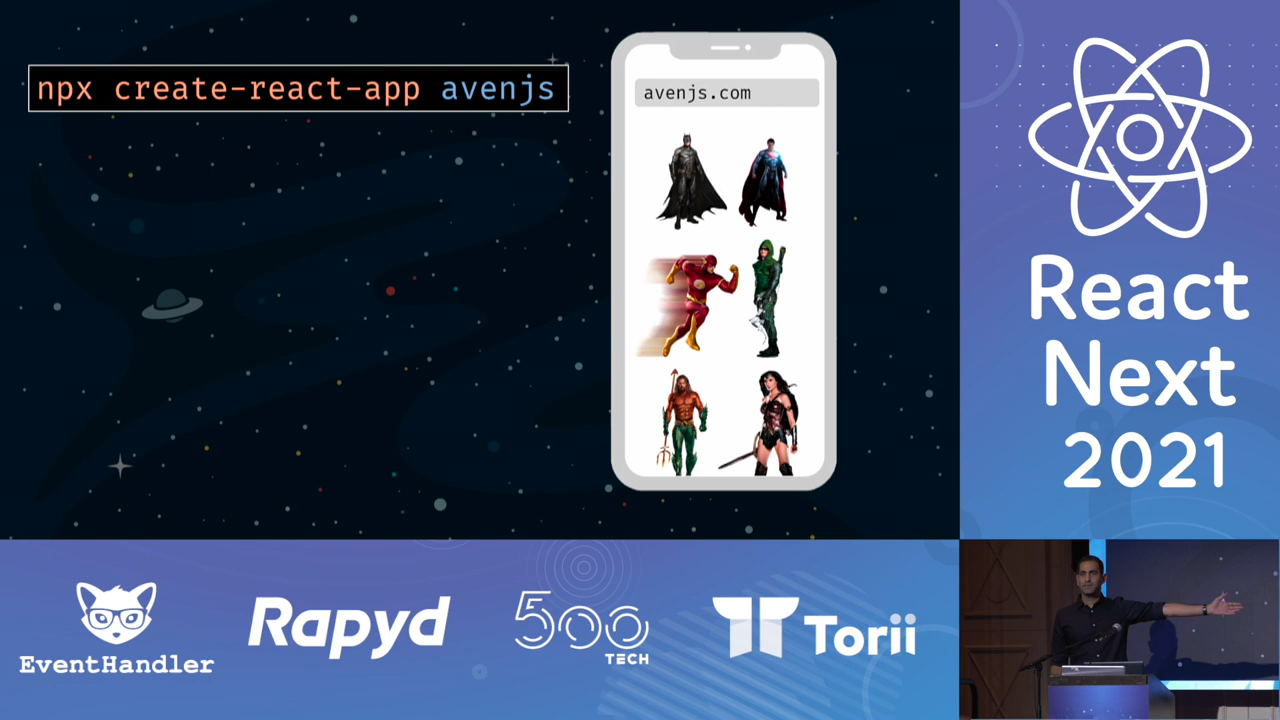 npx create-react-app avenjs
avenjs.com
React
Next
2021
EventHandler
Rapyd
500
TECH
Torii